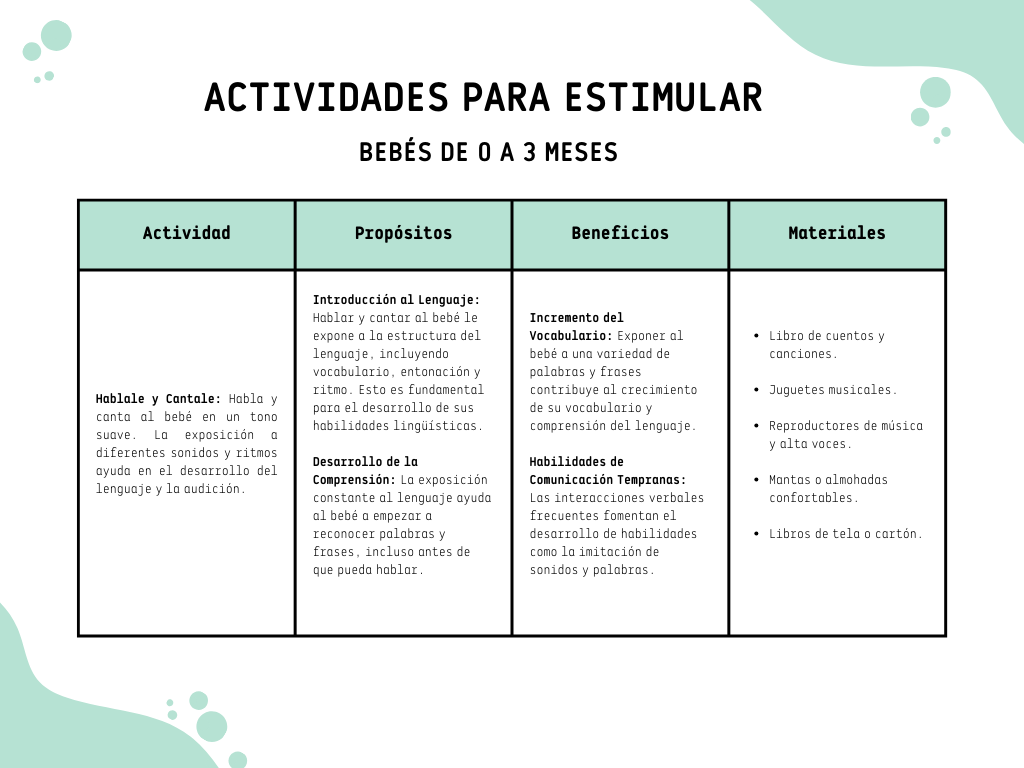 ACTIVIDADES PARA ESTIMULAR
BEBÉS DE 0 A 3 MESES
Actividad
Propósitos
Beneficios
Materiales
Hablale y Cantale: Habla y
canta al bebé en un tono
suave. La exposición a
diferentes sonidos y ritmos
ayuda en el desarrollo del
lenguaje y la audición.
Introducción al Lenguaje:
Hablar y cantar al bebé le
expone a la estructura del
lenguaje, incluyendo
vocabulario, entonación y
ritmo. Esto es fundamental
para el desarrollo de sus
habilidades lingüísticas.
Desarrollo de la
Comprensión: La exposición
constante al lenguaje ayuda
al bebé a empezar a
reconocer palabras y
frases, incluso antes de
que pueda hablar.
Incremento del
Vocabulario: Exponer al
bebé a una variedad de
palabras y frases
contribuye al crecimiento
de su vocabulario y
comprensión del lenguaje.
Habilidades de
Comunicación Tempranas:
Las interacciones verbales
frecuentes fomentan el
desarrollo de habilidades
como la imitación de
sonidos y palabras.
• Libro de cuentos y
canciones.
• Juguetes musicales.
• Reproductores de música
y alta voces.
• Mantas o almohadas
confortables.
• Libros de tela o cartón.